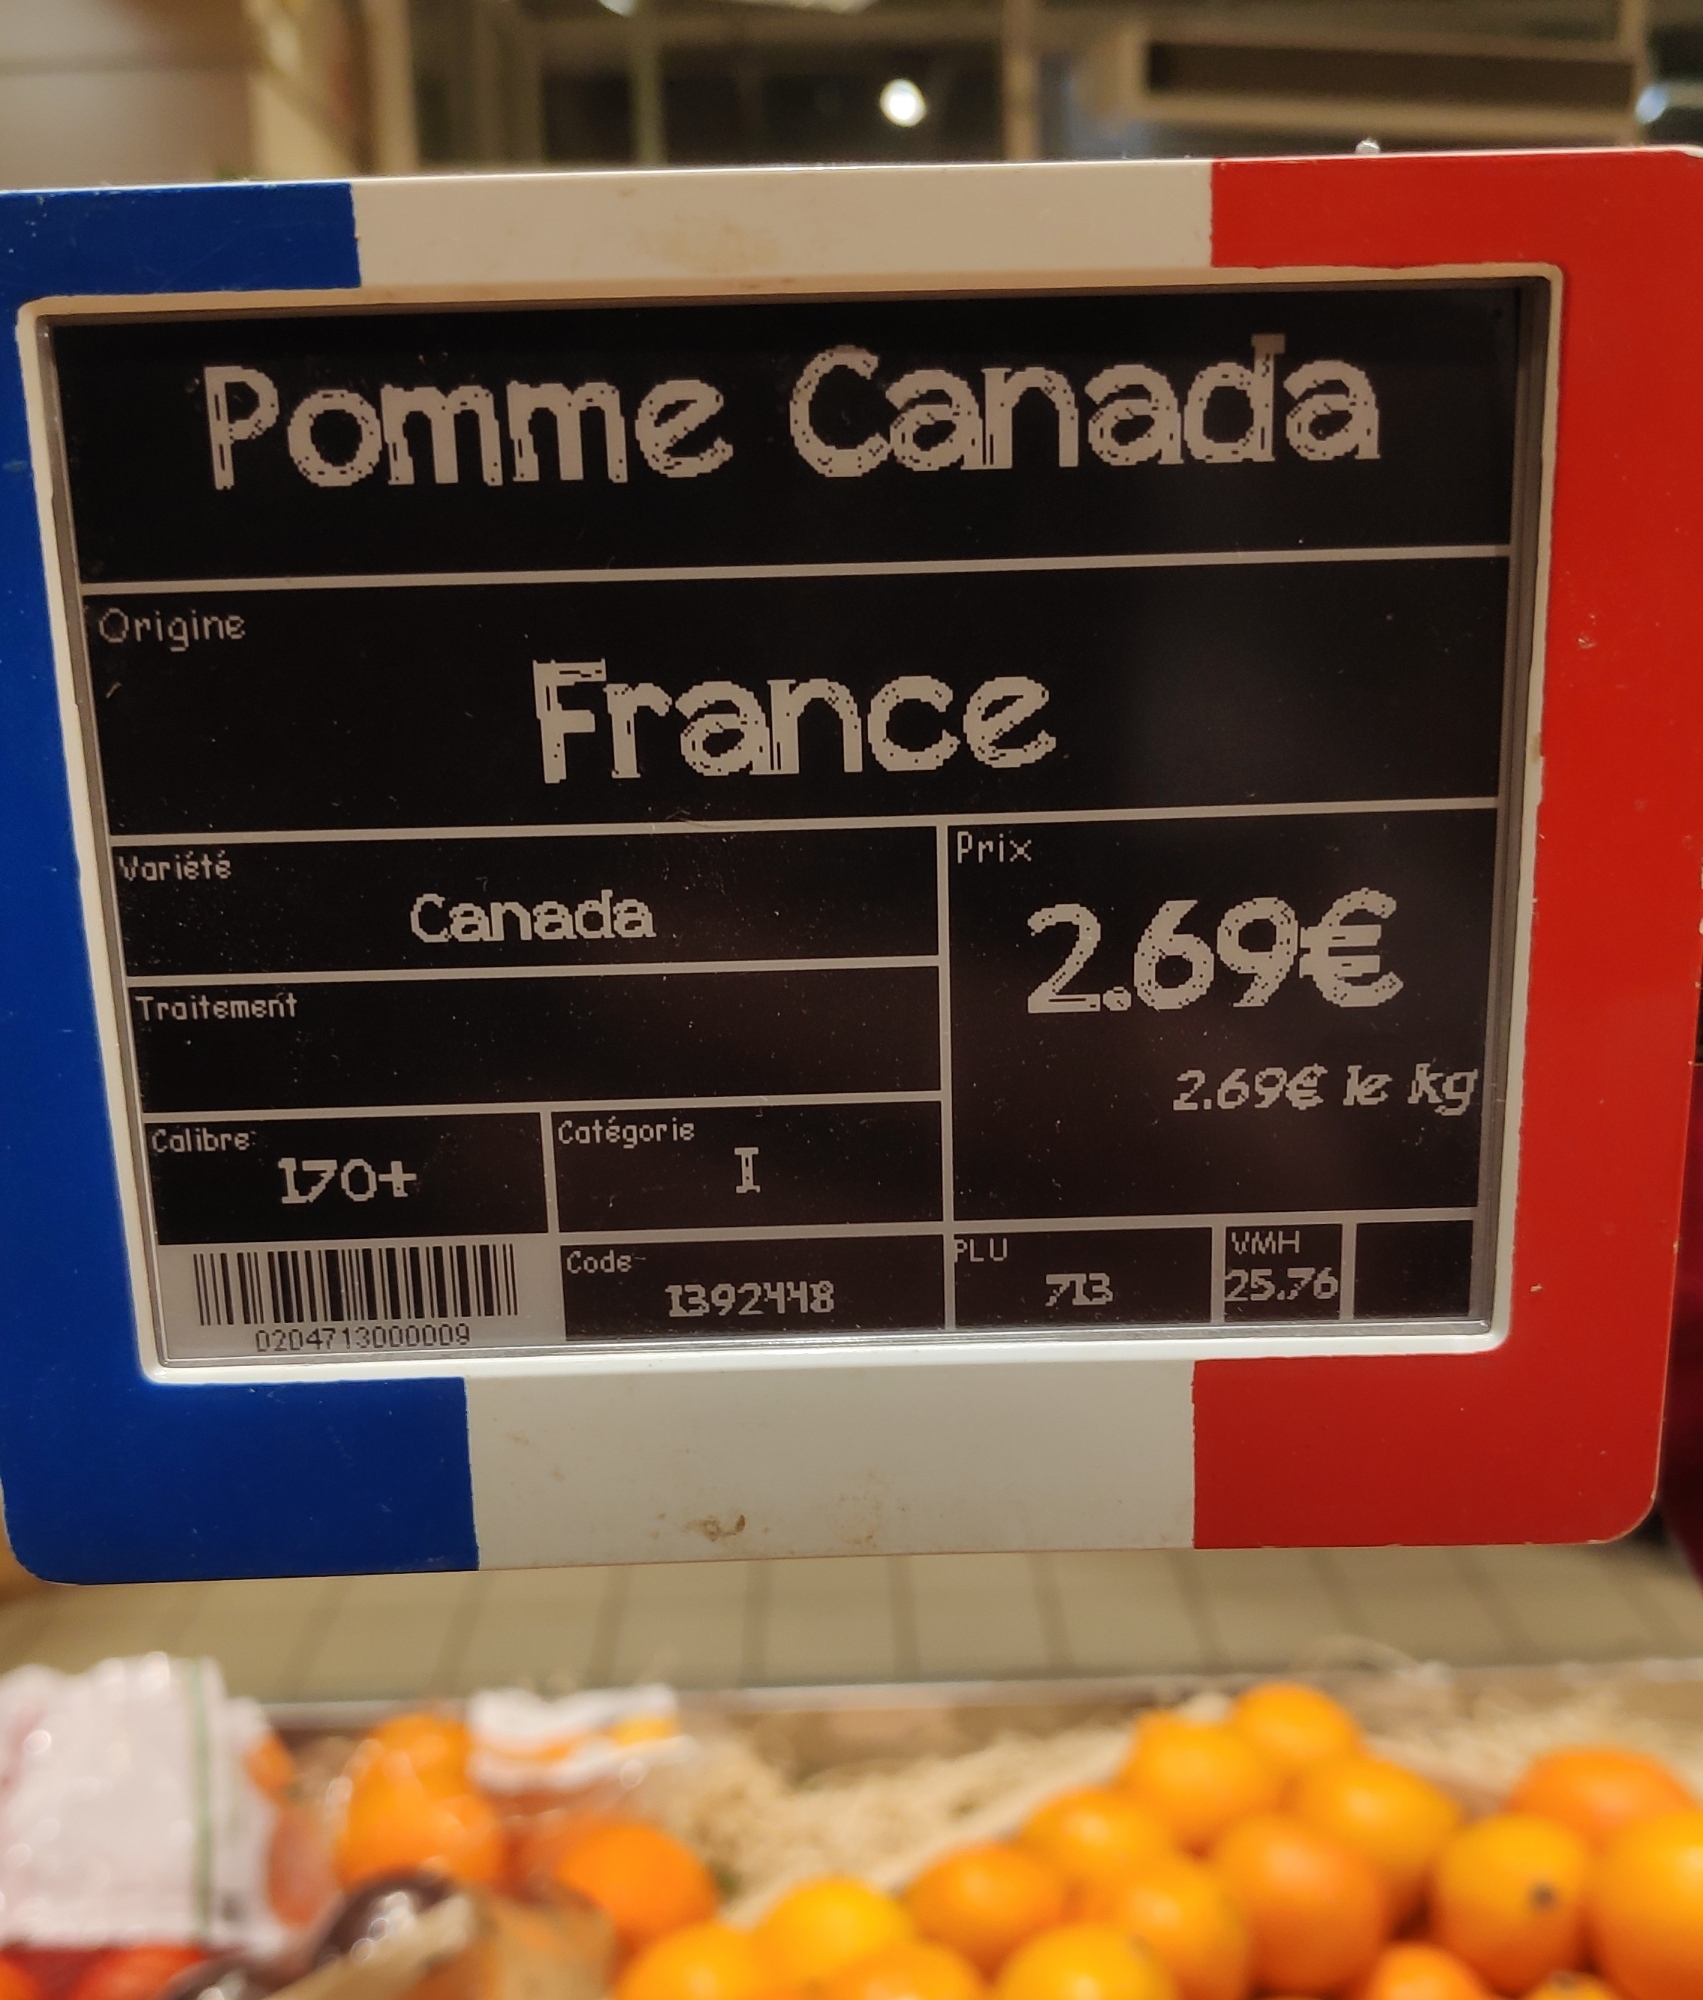 Pomme Canada
Origine
France
Variété
Canada
Prix
2.69€
2.69€ le kg
Traitement
Calibre
170+
Catégorie
I
0204713000009
Code
1392448
PLU
713
VMH
25.76